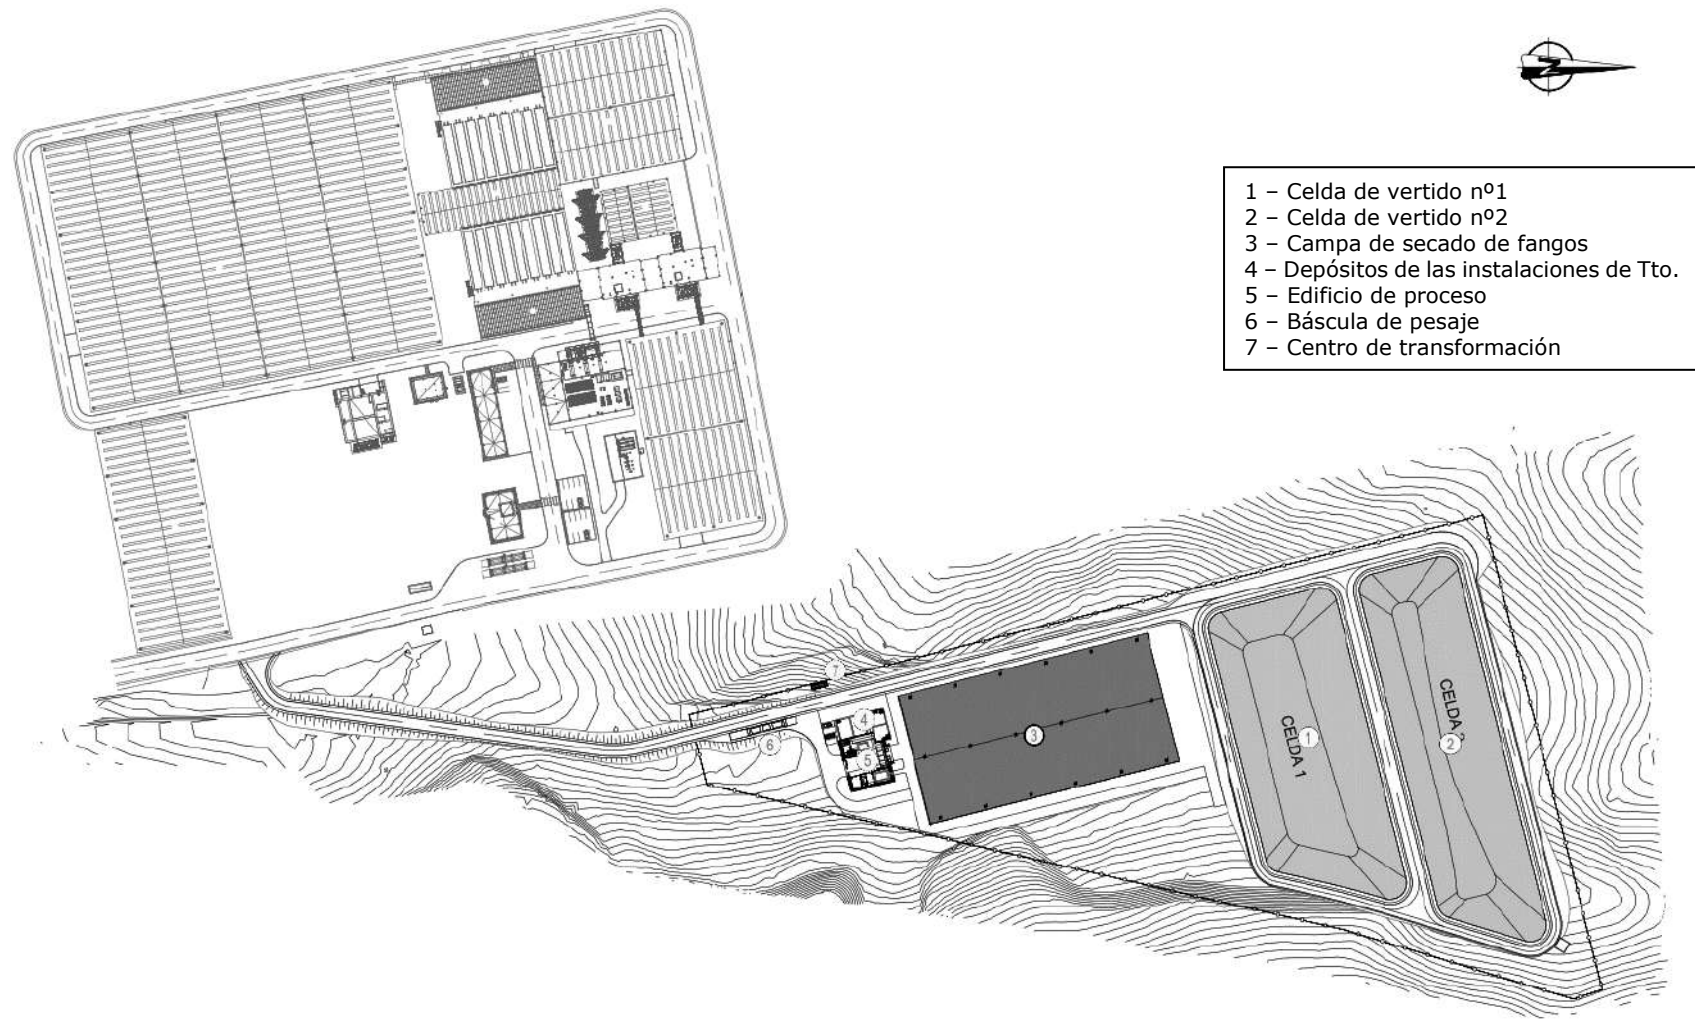 N
1 – Celda de vertido nº1
2 – Celda de vertido nº2
3 – Campa de secado de fangos
4 – Depósitos de las instalaciones de Tto.
5 – Edificio de proceso
6 – Báscula de pesaje
7 – Centro de transformación
7
4
6
5
3
CELDA 1
1
CELDA 2
2